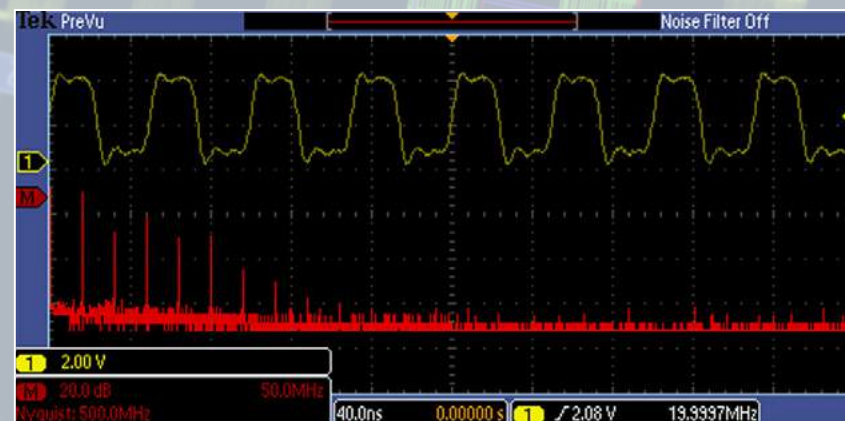 Tek PreVu Noise Filter Off
1
M
1 2.00 V
M 20.0 dB 50.0MHz
Nyquist: 500.0MHz
40.0ns 0.00000 s 1 2.08 V 19.9997MHz